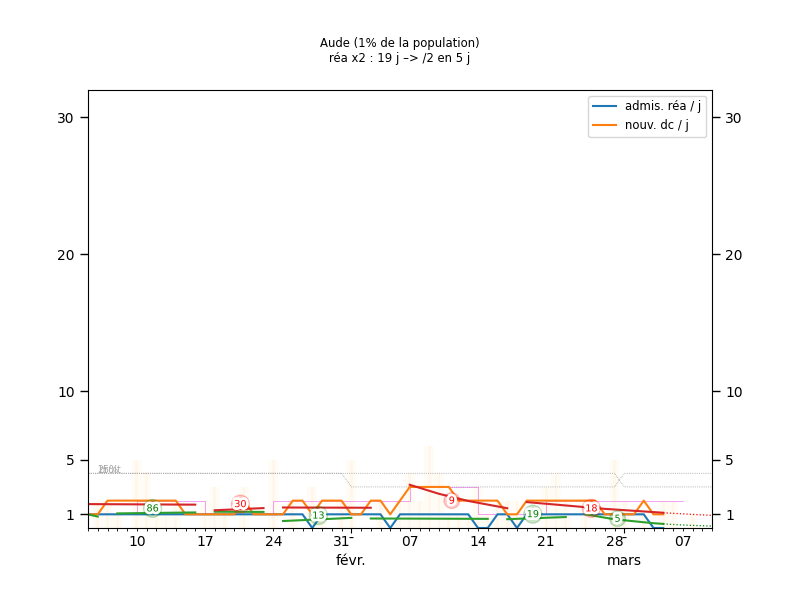 Aude (1% de la population)
réa x2 : 19 j –> /2 en 5 j
admis. réa / j
nouv. dc / j
30 30
20 20
10 10
5 5
1 1
86 30 13 9 19 18 5
10 17 24 31 07 14 21 28 07
févr. mars